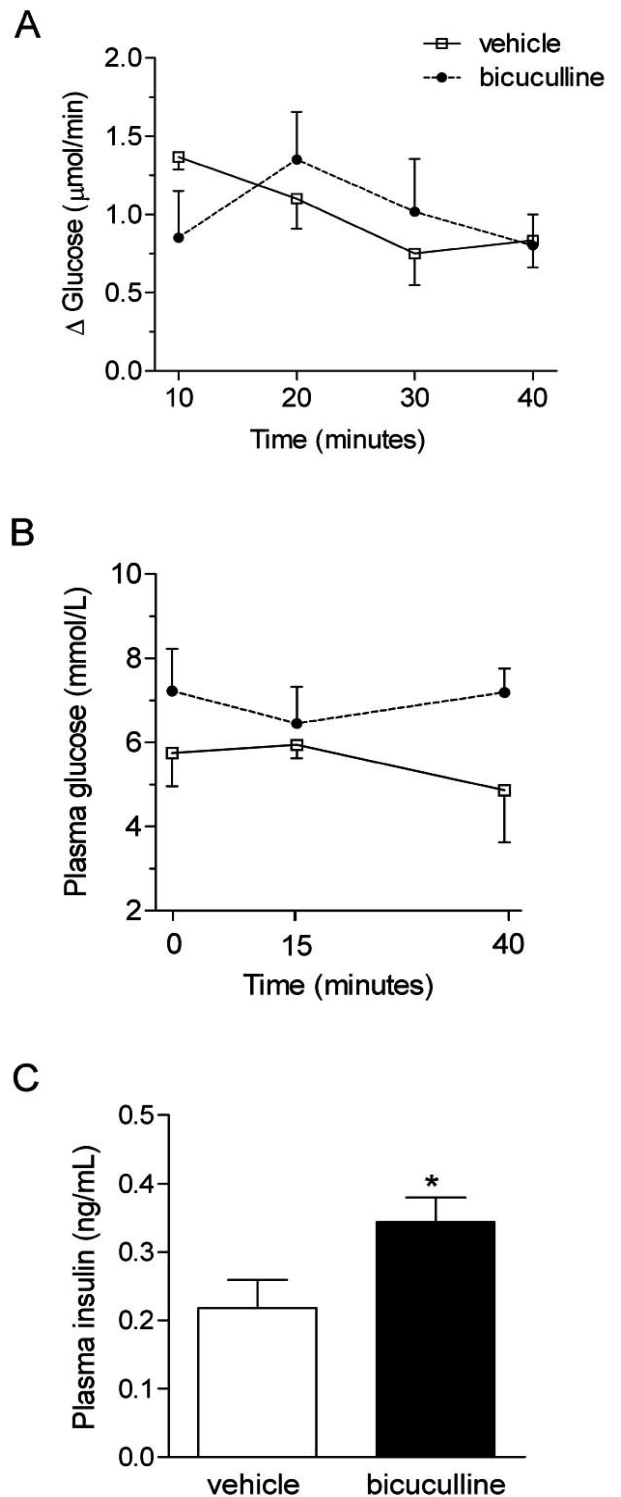 A
vehicle
bicuculline
2.0
1.5
1.0
0.5
0.0
Δ Glucose (μmol/min)
10 20 30 40
Time (minutes)
B
10
8
6
4
2
Plasma glucose (mmol/L)
0 15 40
Time (minutes)
C
0.5
0.4
0.3
0.2
0.1
0.0
Plasma insulin (ng/mL)
*
vehicle bicuculline